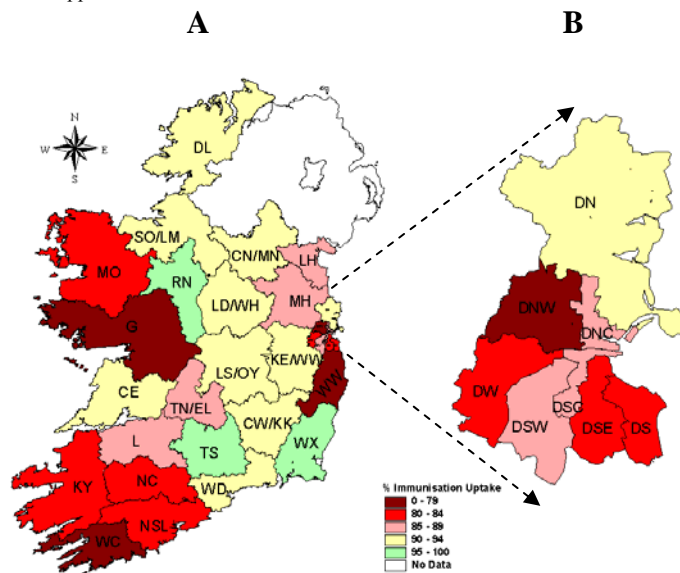 A B
N
W E
S
DL
SO/LM
CN/MN
LH
MO
RN
MH
LD/WH
G
KE/WW
LS/OY
WW
CE
TN/EL
CW/KK
L
TS
WX
KY
NC
WD
NSL
WC
DN
DNW
DNC
DW
DSC
DSW
DSE
DS
% Immunisation Uptake
0 - 79
80 - 84
85 - 89
90 - 94
95 - 100
No Data